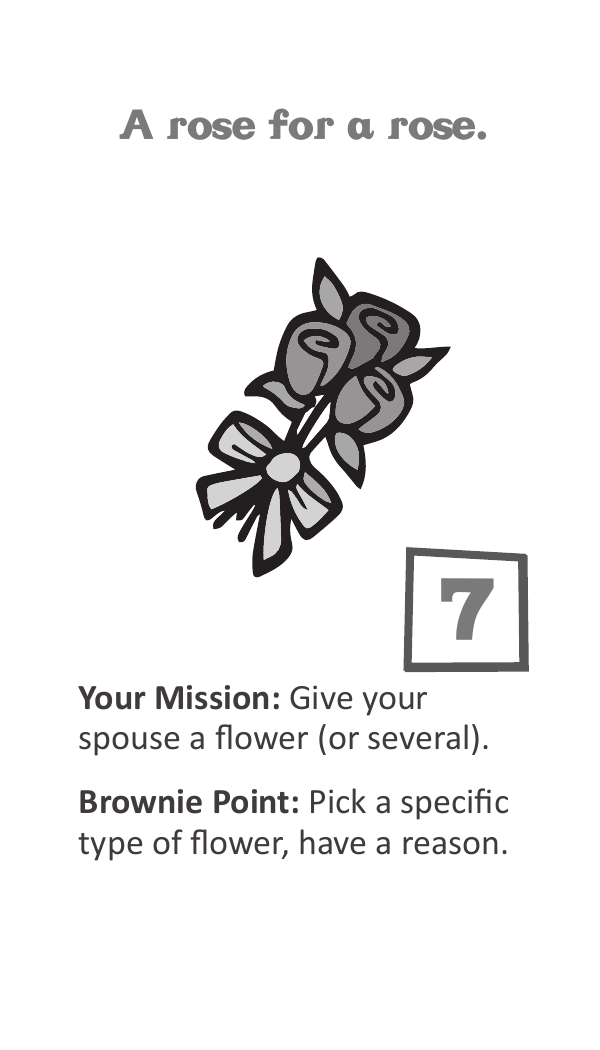 A rose for a rose.
7
Your Mission: Give your
spouse a flower (or several).
Brownie Point: Pick a specific
type of flower, have a reason.